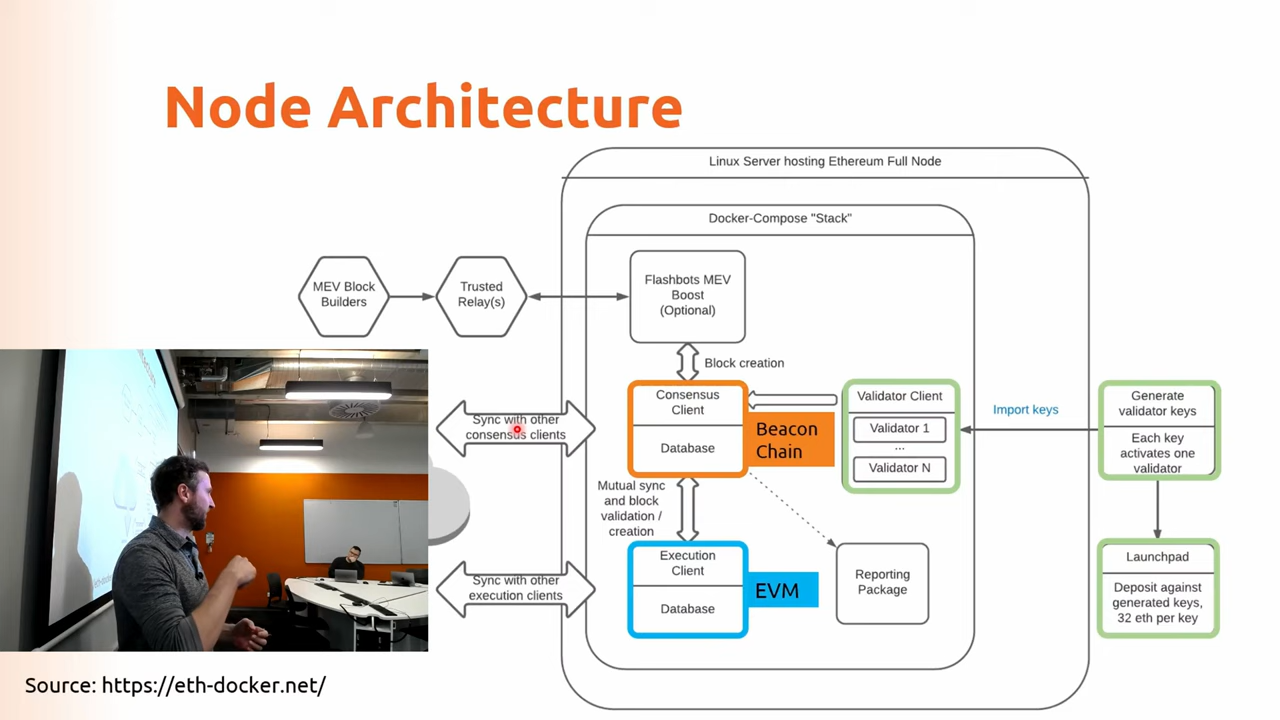 Node Architecture
Linux Server hosting Ethereum Full Node
Docker-Compose "Stack"
MEV Block
Builders
Trusted
Relay(s)
Flashbots MEV
Boost
(Optional)
Block creation
Sync with other
consensus clients
Consensus
Client
Database
Beacon
Chain
Validator Client
Validator 1
...
Validator N
Import keys
Generate
validator keys
Each key
activates one
validator
Mutual sync
and block
validation /
creation
Sync with other
execution clients
Execution
Client
Database
EVM
Reporting
Package
Launchpad
Deposit against
generated keys,
32 eth per key
Source: https://eth-docker.net/